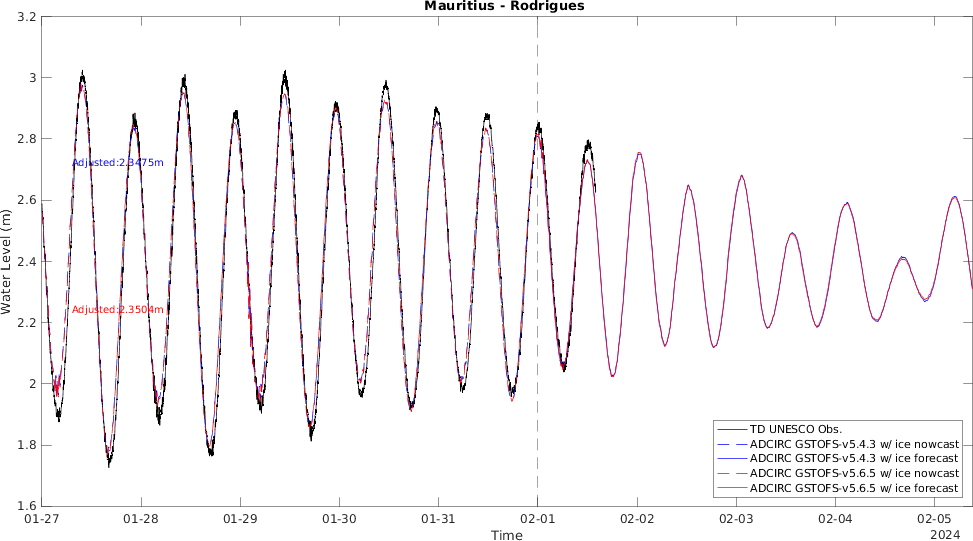 Mauritius - Rodrigues
3.2
3
2.8
2.6
2.4
2.2
2
1.8
1.6
Water Level (m)
Adjusted:2.3475m
Adjusted:2.3504m
TD UNESCO Obs.
ADCIRC GSTOFS-v5.4.3 w/ ice nowcast
ADCIRC GSTOFS-v5.4.3 w/ ice forecast
ADCIRC GSTOFS-v5.6.5 w/ ice nowcast
ADCIRC GSTOFS-v5.6.5 w/ ice forecast
01-27 01-28 01-29 01-30 01-31 02-01 02-02 02-03 02-04 02-05
Time
2024